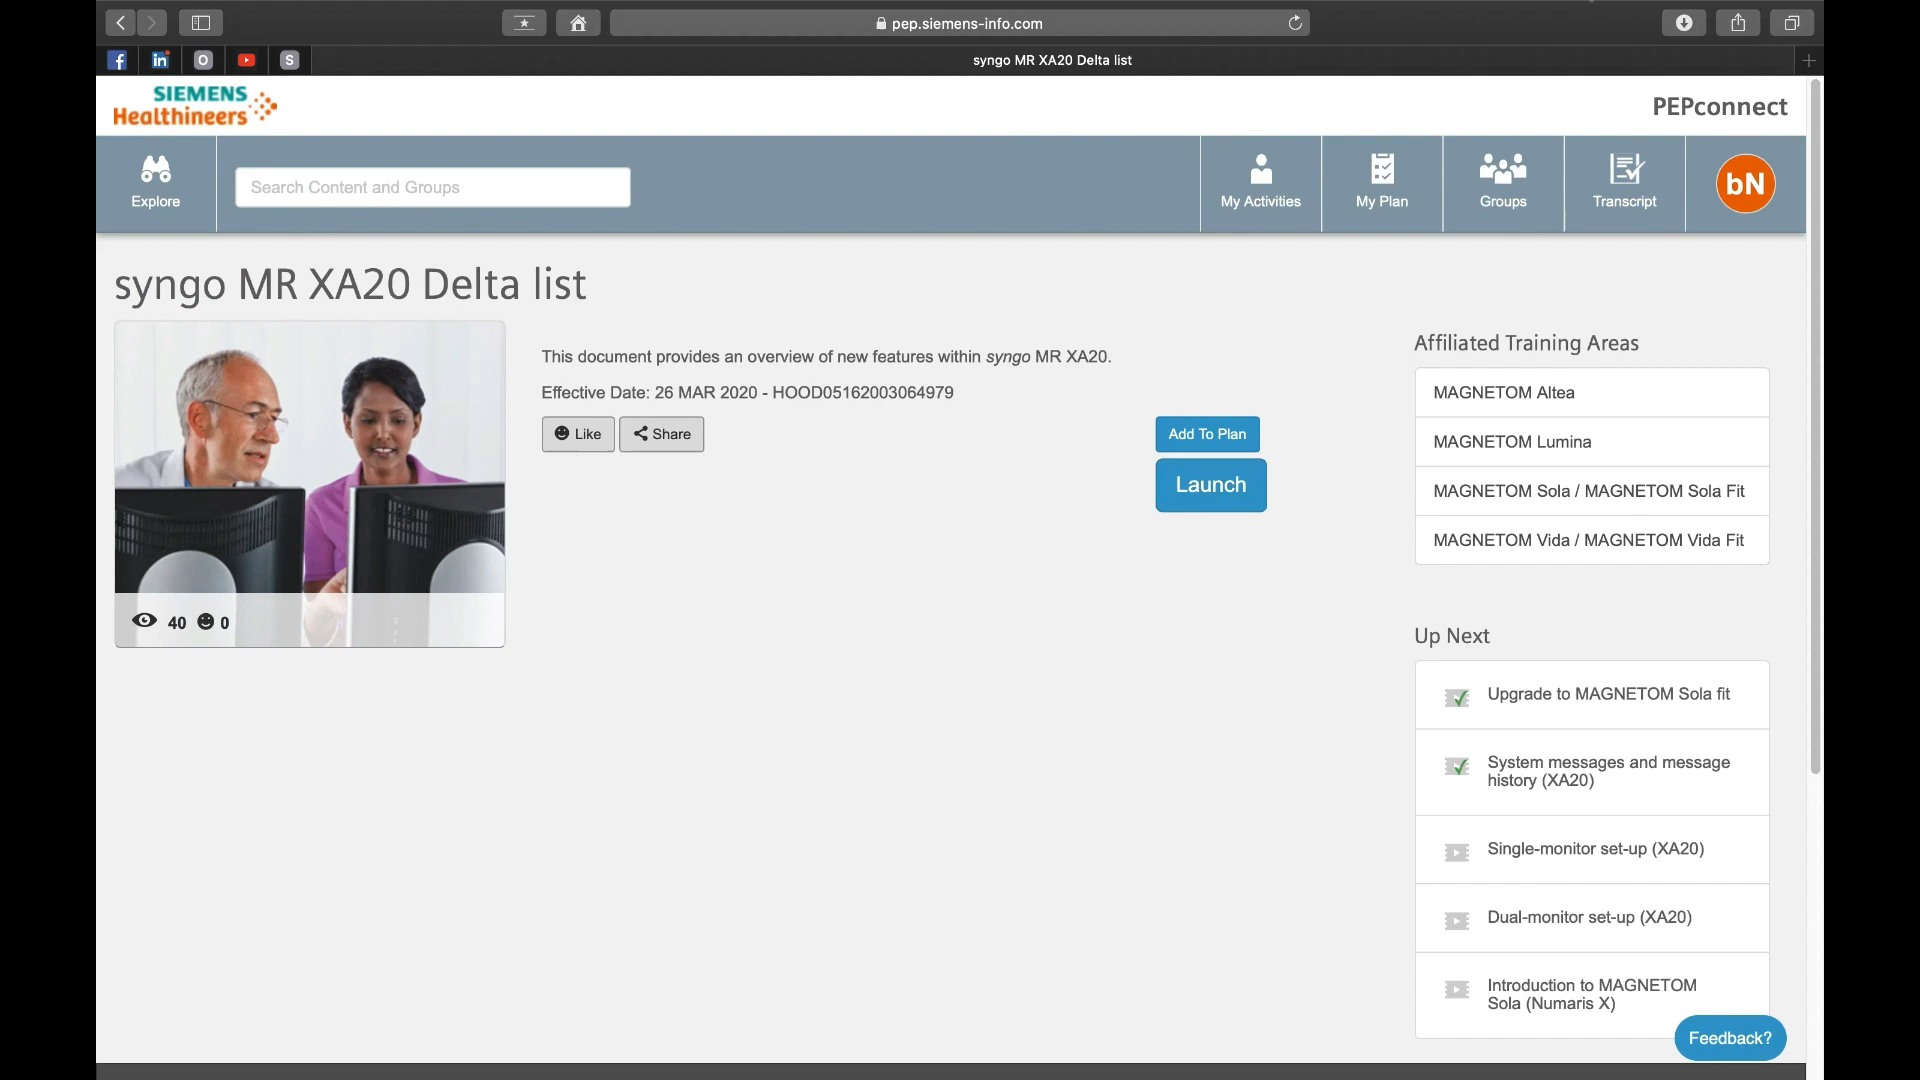 pep.siemens-info.com
O
S
syngo MR XA20 Delta list
SIEMENS
Healthineers
PEPconnect
Explore
Search Content and Groups
My Activities
My Plan
Groups
Transcript
bN
syngo MR XA20 Delta list
This document provides an overview of new features within syngo MR XA20.
Effective Date: 26 MAR 2020 - HOOD05162003064979
Like
Share
Add To Plan
Launch
40
0
Affiliated Training Areas
MAGNETOM Altea
MAGNETOM Lumina
MAGNETOM Sola / MAGNETOM Sola Fit
MAGNETOM Vida / MAGNETOM Vida Fit
Up Next
Upgrade to MAGNETOM Sola fit
System messages and message
history (XA20)
Single-monitor set-up (XA20)
Dual-monitor set-up (XA20)
Introduction to MAGNETOM
Sola (Numaris X)
Feedback?